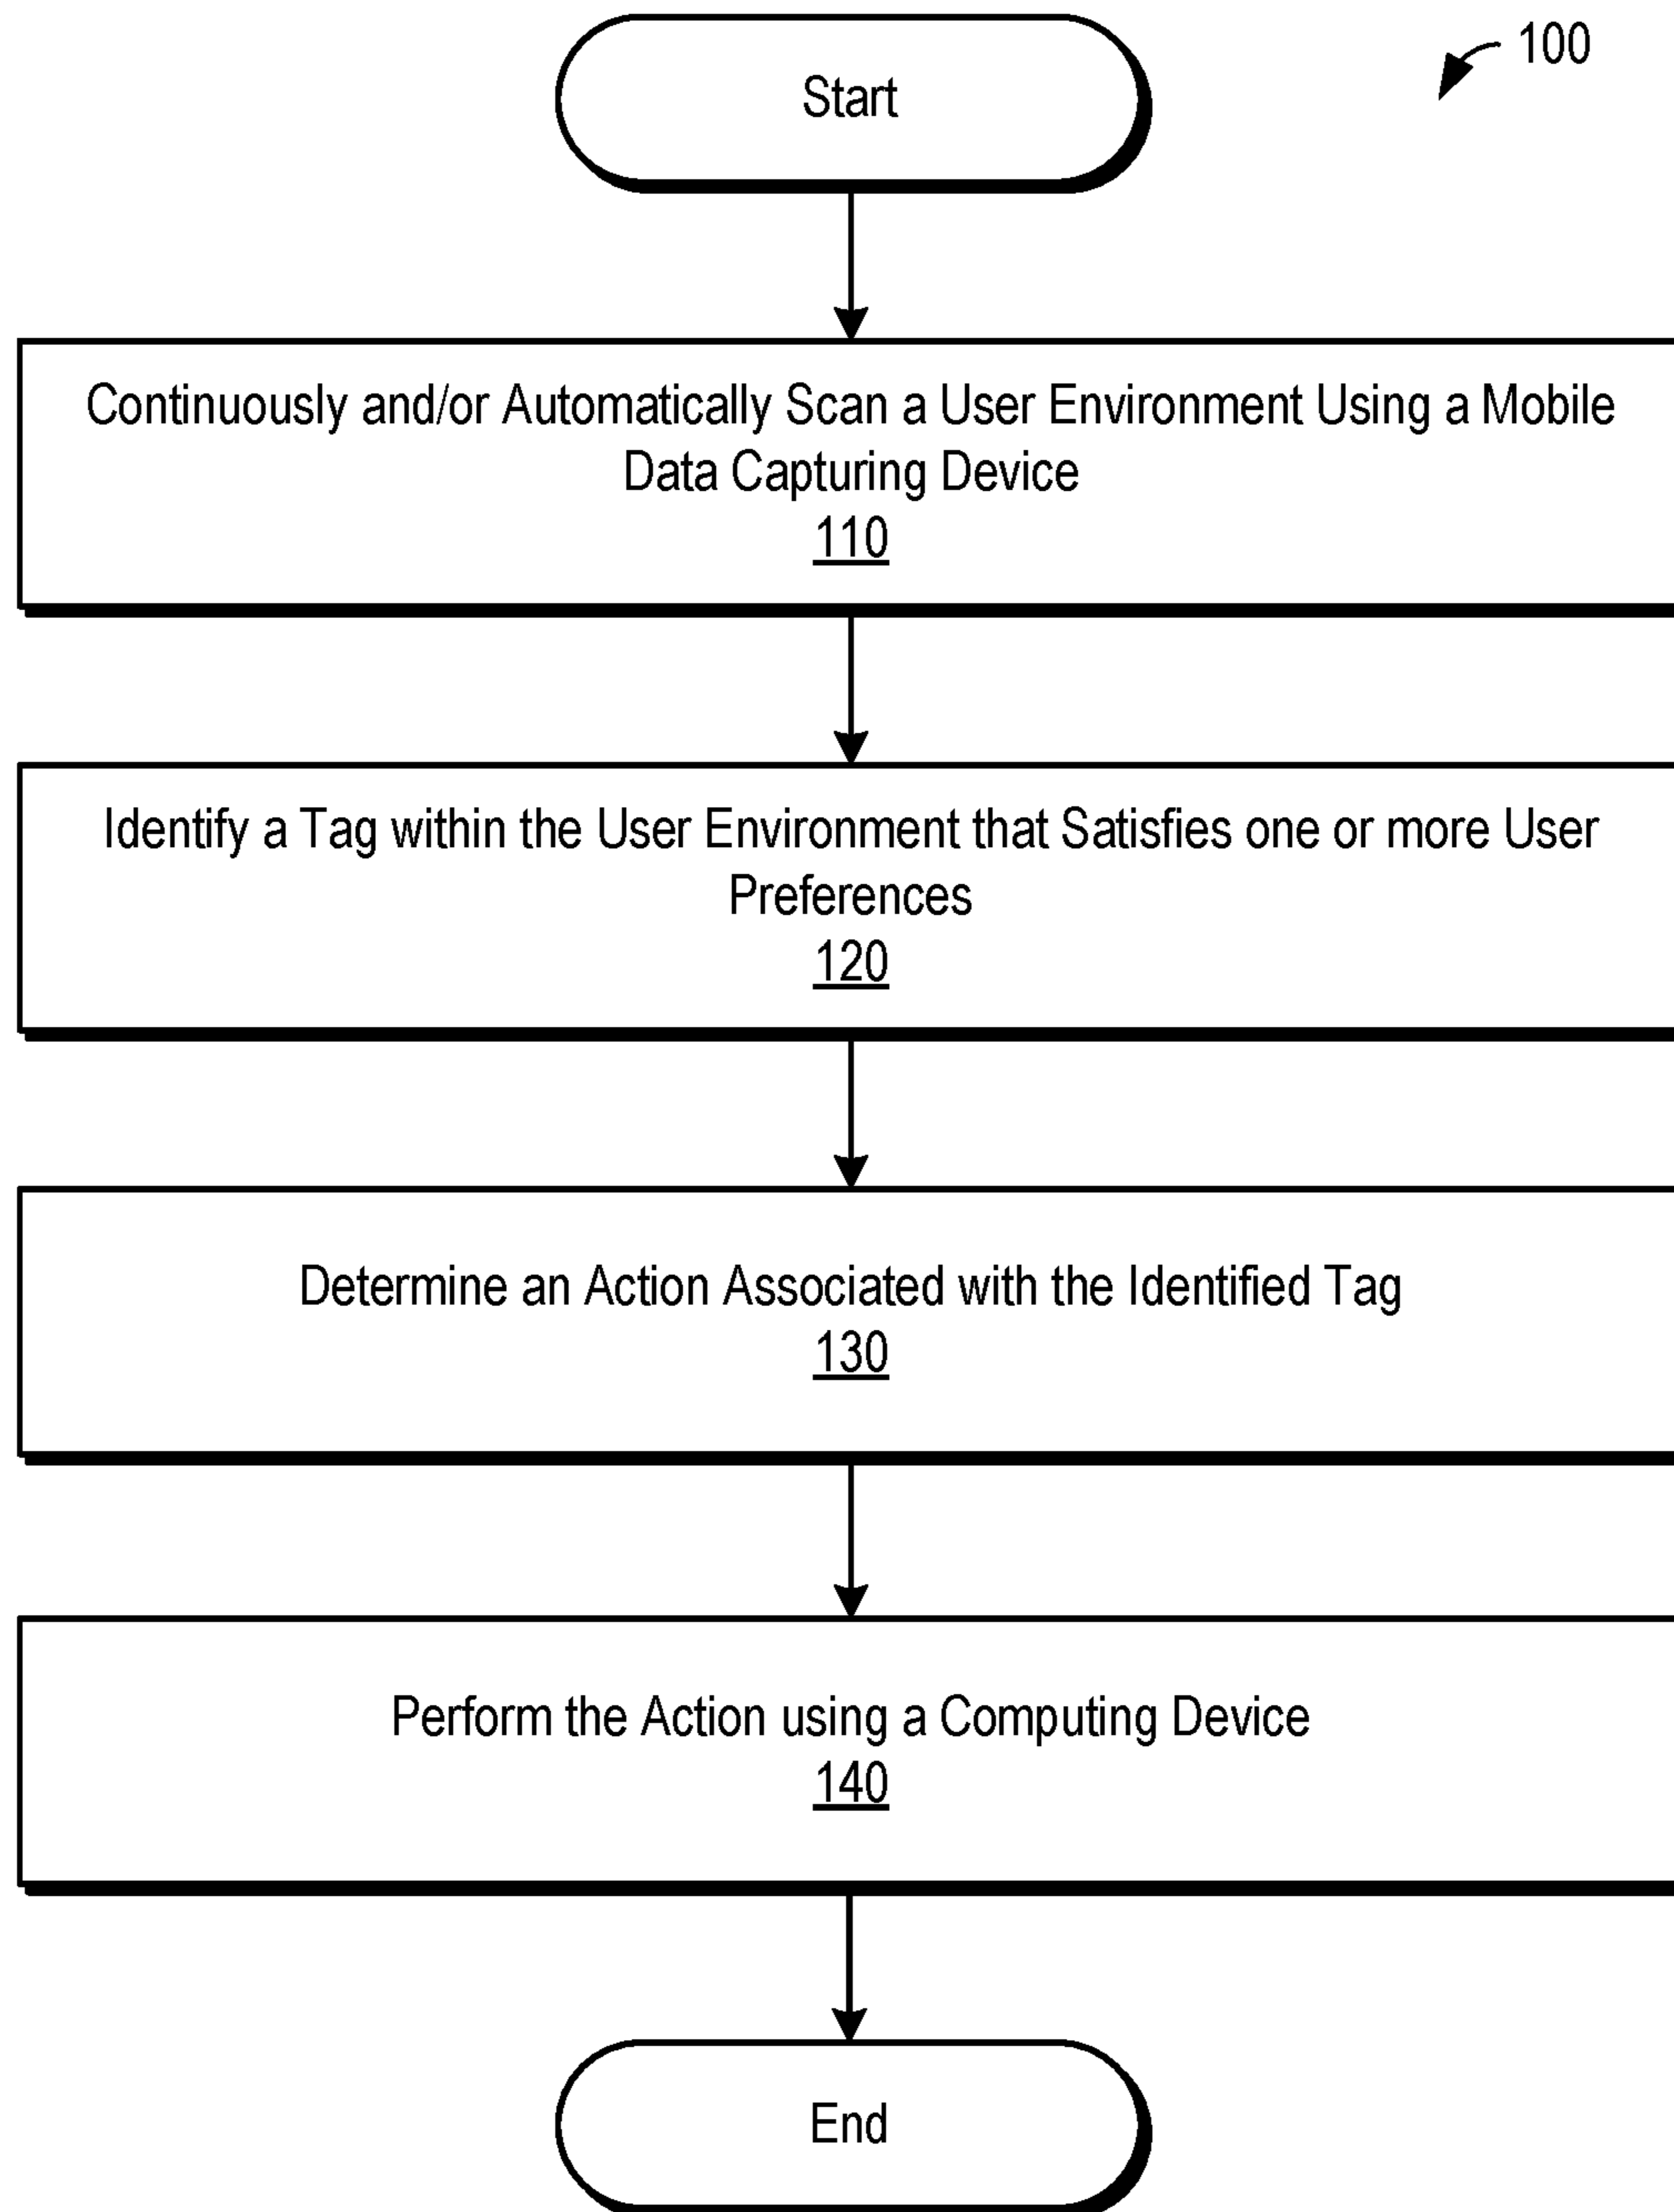 Start
100
Continuously and/or Automatically Scan a User Environment Using a Mobile
Data Capturing Device
110
Identify a Tag within the User Environment that Satisfies one or more User
Preferences
120
Determine an Action Associated with the Identified Tag
130
Perform the Action using a Computing Device
140
End